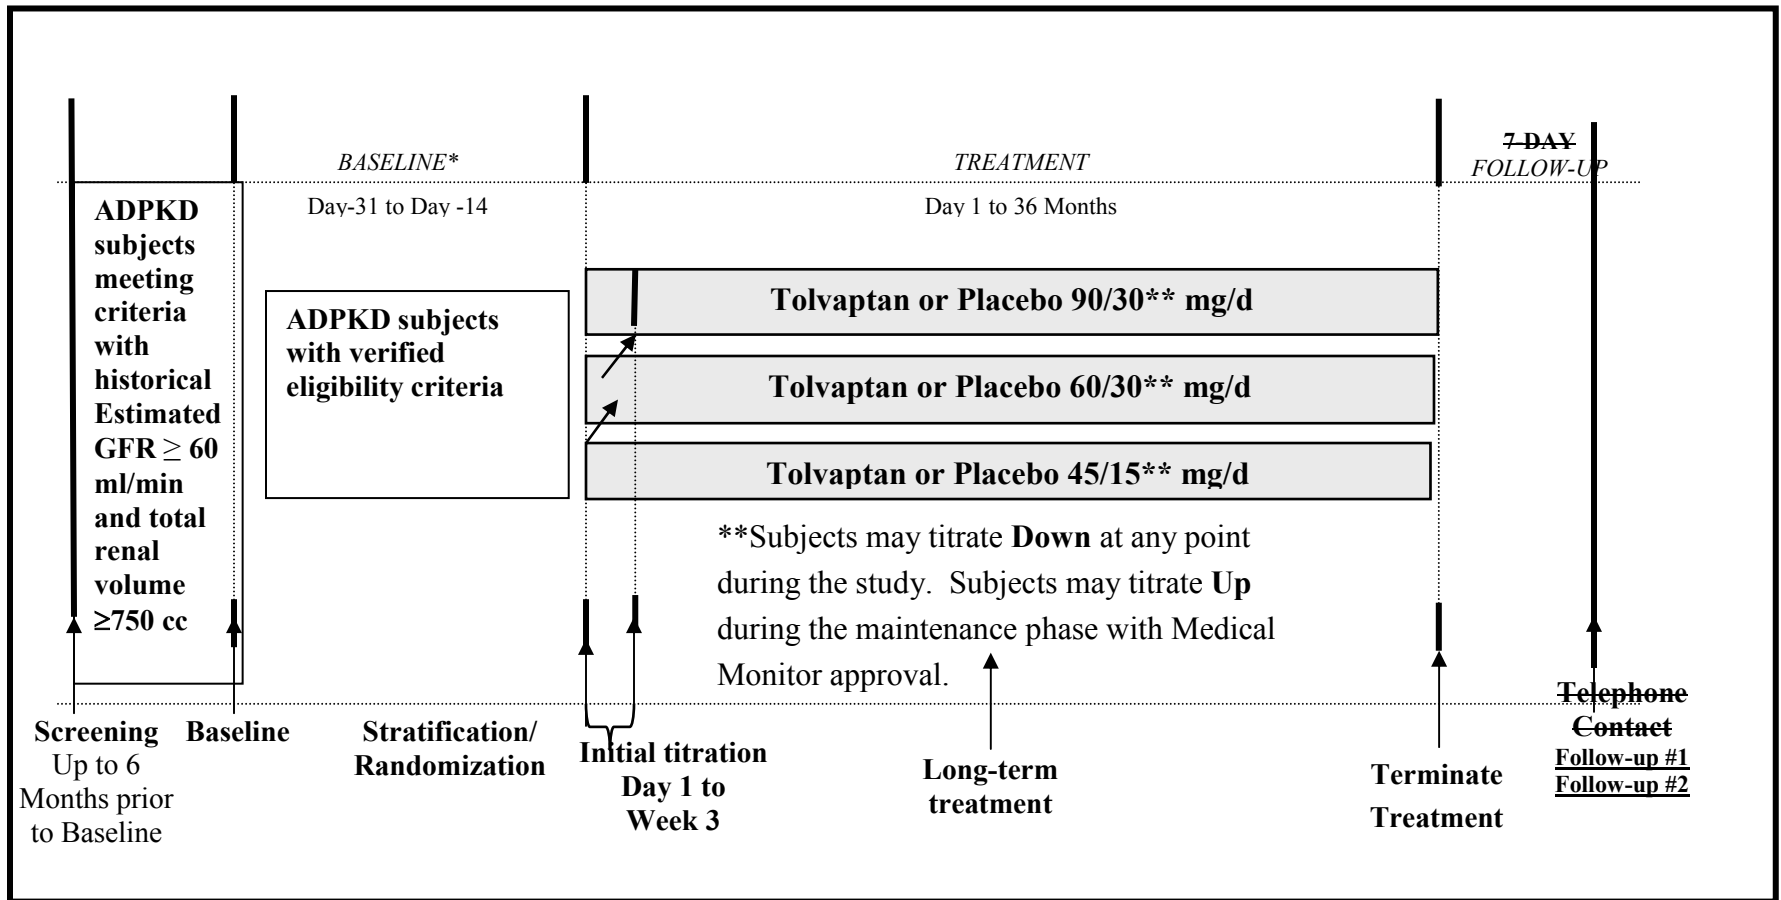 BASELINE*
TREATMENT
7-DAY
FOLLOW-UP
Day-31 to Day -14
Day 1 to 36 Months
ADPKD
subjects
meeting
criteria
with
historical
Estimated
GFR ≥ 60
ml/min
and total
renal
volume
≥750 cc
ADPKD subjects
with verified
eligibility criteria
Tolvaptan or Placebo 90/30** mg/d
Tolvaptan or Placebo 60/30** mg/d
Tolvaptan or Placebo 45/15** mg/d
**Subjects may titrate Down at any point
during the study.  Subjects may titrate Up
during the maintenance phase with Medical
Monitor approval.
Screening
Up to 6
Months prior
to Baseline
Baseline
Stratification/
Randomization
Initial titration
Day 1 to
Week 3
Long-term
treatment
Terminate
Treatment
Telephone
Contact
Follow-up #1
Follow-up #2